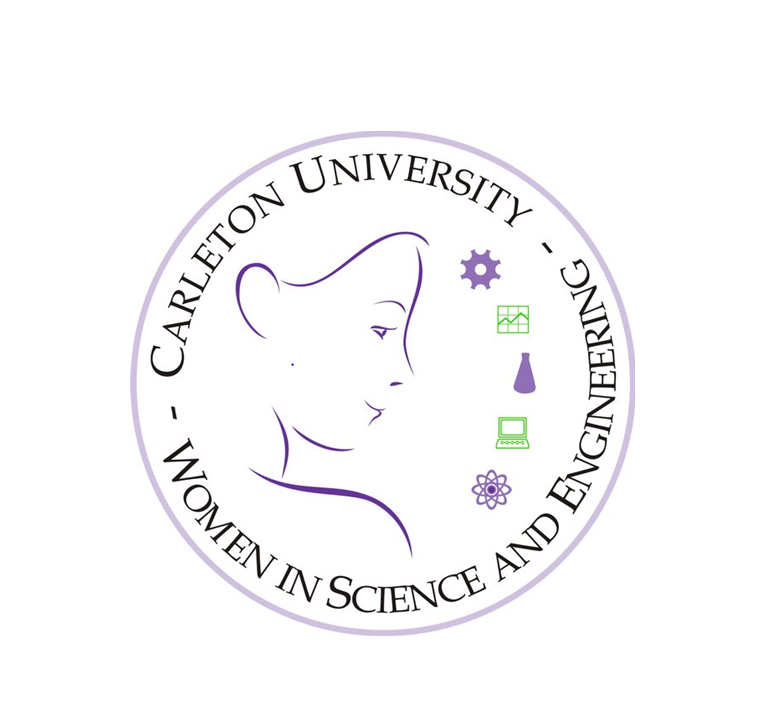 - CARLETON UNIVERSITY -
WOMEN IN SCIENCE AND ENGINEERING